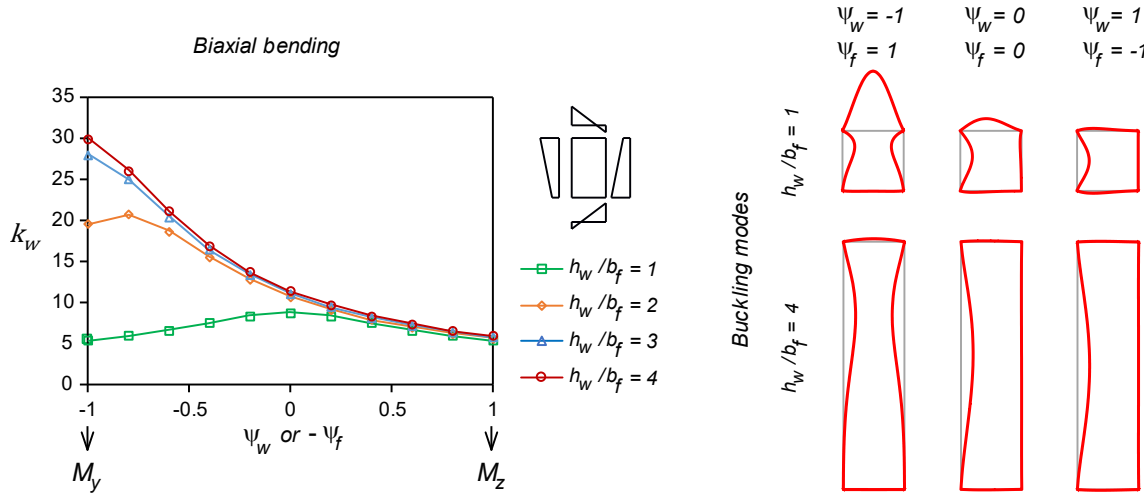 Biaxial bending
35
30
25
20
15
10
5
0
k_w
-1
-0.5
0
0.5
1
Ψ_w or - Ψ_f
M_y
M_z
h_w /b_f = 1
h_w /b_f = 2
h_w /b_f = 3
h_w /b_f = 4
Ψ_w = -1
Ψ_f = 1
Ψ_w = 0
Ψ_f = 0
Ψ_w = 1
Ψ_f = -1
Buckling modes
h_w /b_f = 1
h_w /b_f = 4